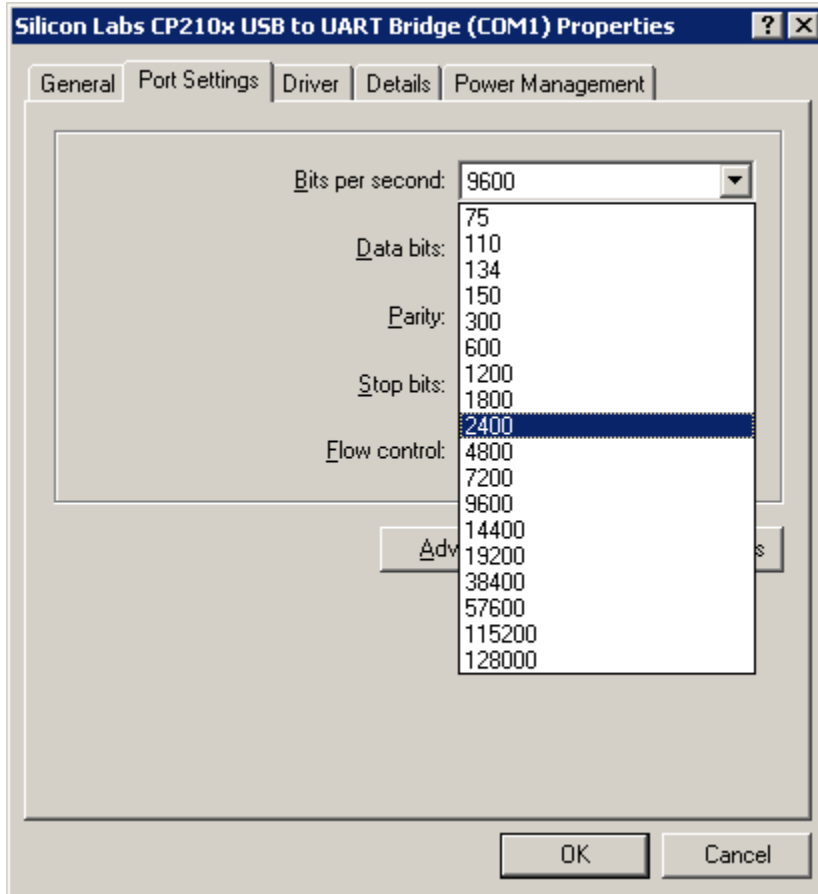 Silicon Labs CP210x USB to UART Bridge (COM1) Properties
General Port Settings Driver Details Power Management
Bits per second: 9600
75
Data bits: 110
134
150
Parity: 300
600
1200
Stop bits: 1800
2400
Flow control: 4800
7200
9600
14400
Adv 19200 s
38400
57600
115200
128000
OK Cancel